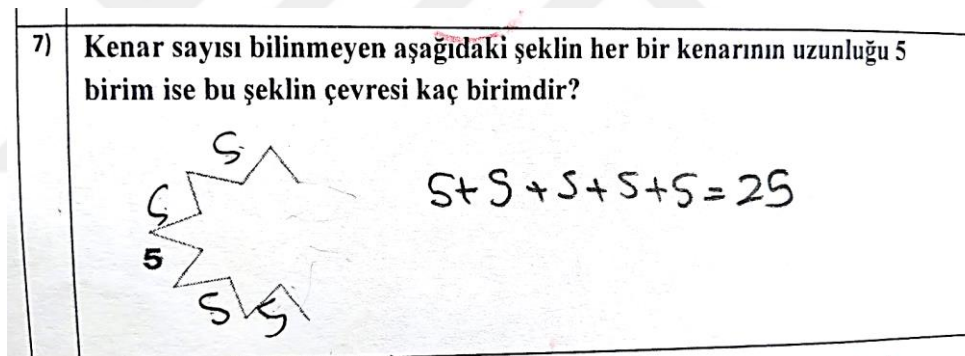 7) Kenar sayısı bilinmeyen aşağıdaki şeklin her bir kenarının uzunluğu 5
birim ise bu şeklin çevresi kaç birimdir?
5
5
5
5 5
5+5+5+5+5=25